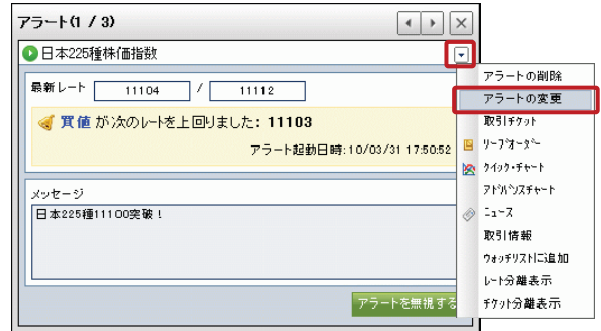 アラート(1 / 3)
日本225種株価指数
最新レート 11104 / 11112
買値 が次のレートを上回りました: 11103
アラート起動日時:10/03/31 17:50:52
メッセージ
日本225種11100突破！
アラートを無視する
アラートの削除
アラートの変更
取引チケット
リーブオーダー
クイック・チャート
アドバンスチャート
ニュース
取引情報
ウォッチリストに追加
レート分離表示
チケット分離表示